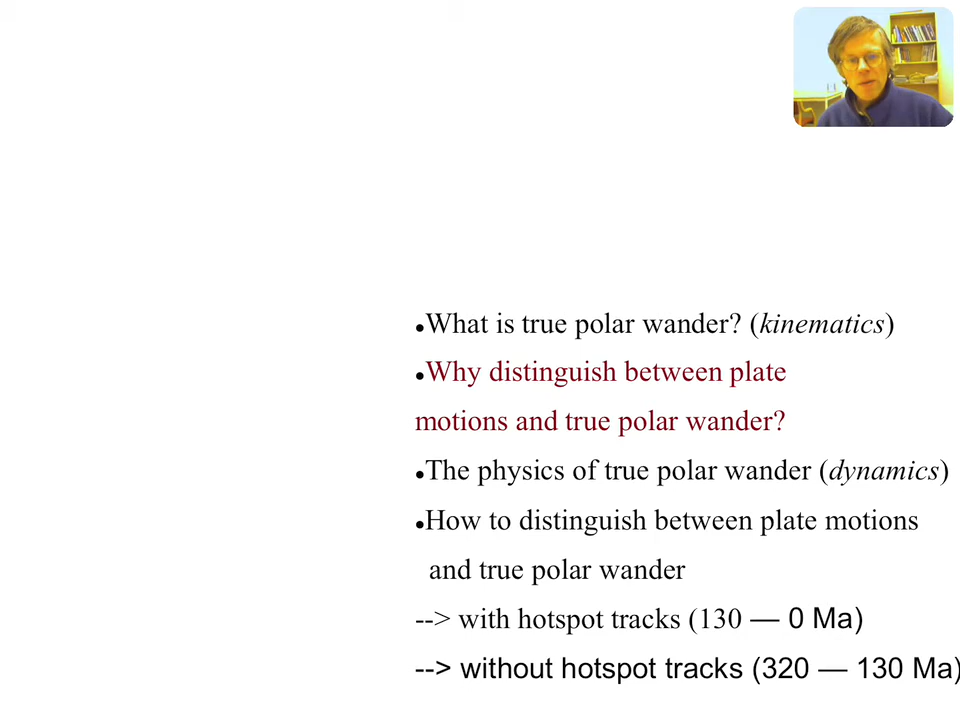 •What is true polar wander? (kinematics)
•Why distinguish between plate
motions and true polar wander?
•The physics of true polar wander (dynamics)
•How to distinguish between plate motions
and true polar wander
--> with hotspot tracks (130 — 0 Ma)
--> without hotspot tracks (320 — 130 Ma)